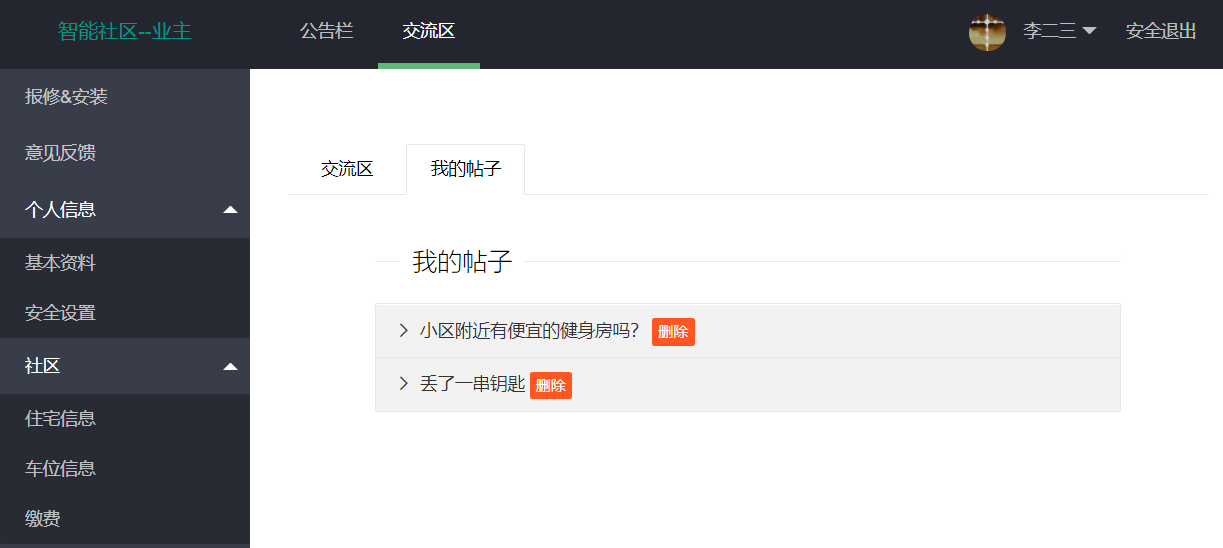 智能社区--业主 公告栏 交流区 李二三 安全退出
报修&安装
意见反馈
个人信息
基本资料
安全设置
社区
住宅信息
车位信息
缴费
交流区 我的帖子
我的帖子
小区附近有便宜的健身房吗? 删除
丢了一串钥匙 删除